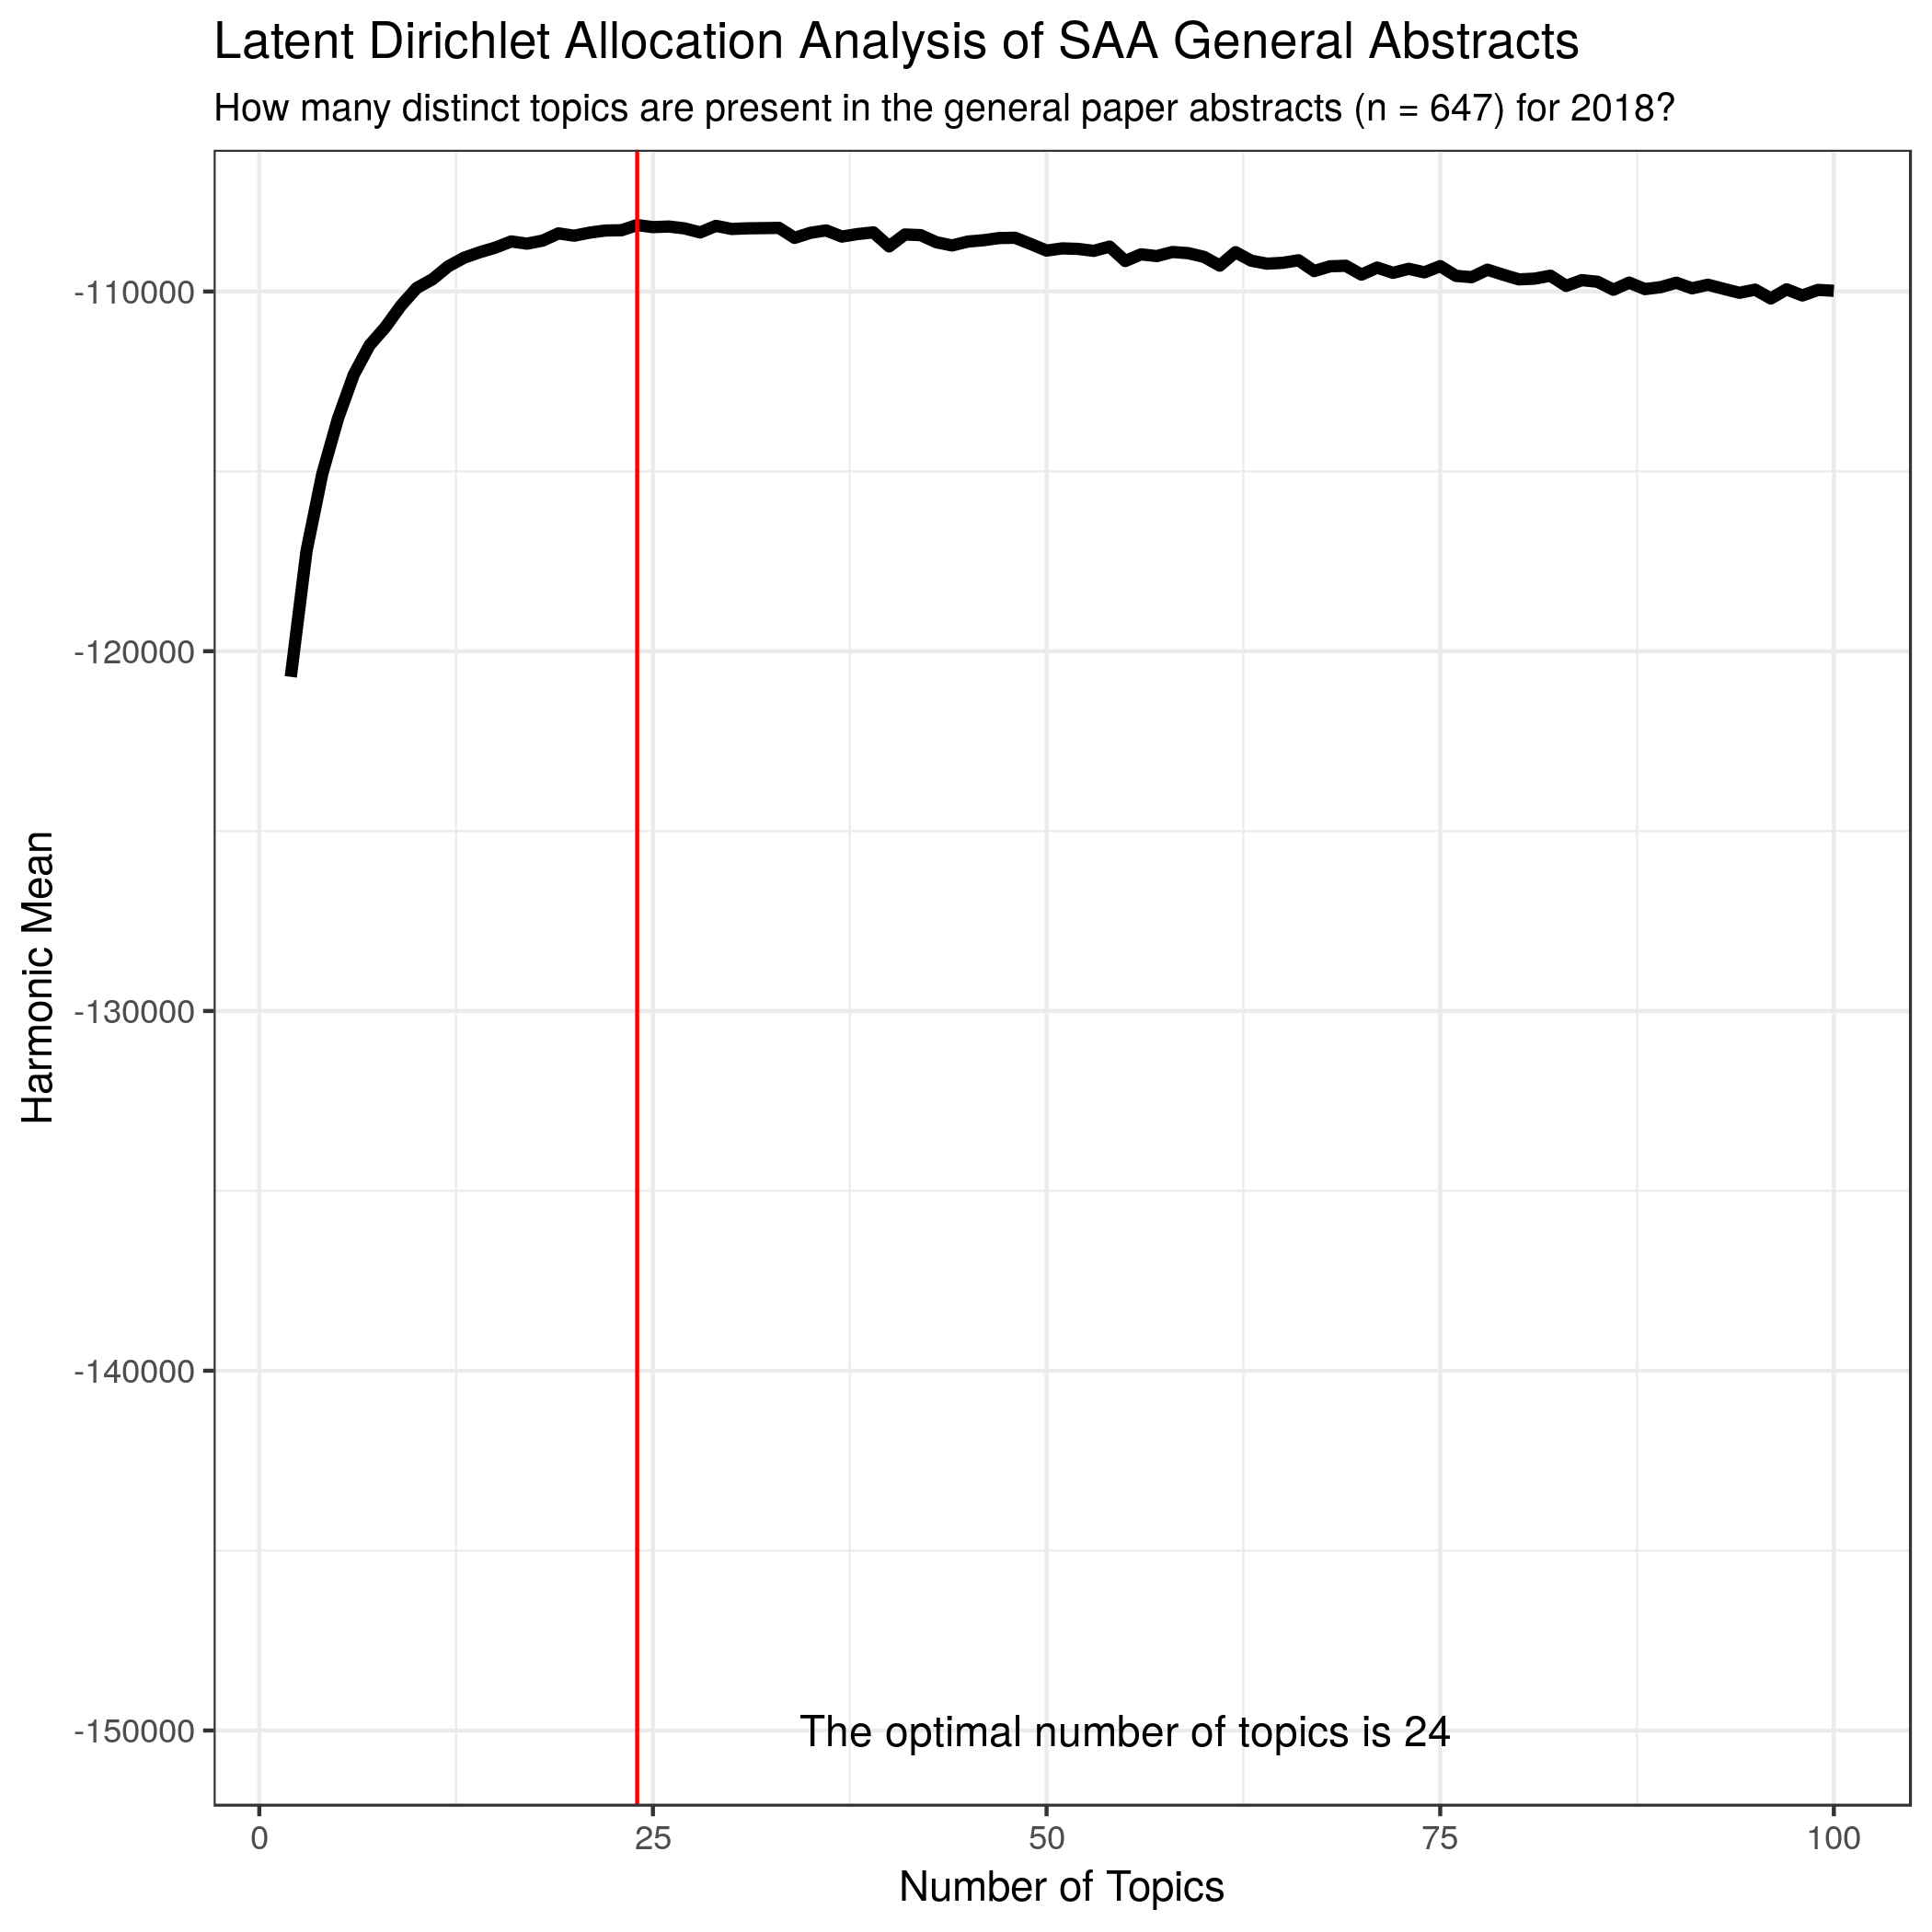 Latent Dirichlet Allocation Analysis of SAA General Abstracts
How many distinct topics are present in the general paper abstracts (n = 647) for 2018?
Harmonic Mean
-110000
-120000
-130000
-140000
-150000
The optimal number of topics is 24
0 25 50 75 100
Number of Topics